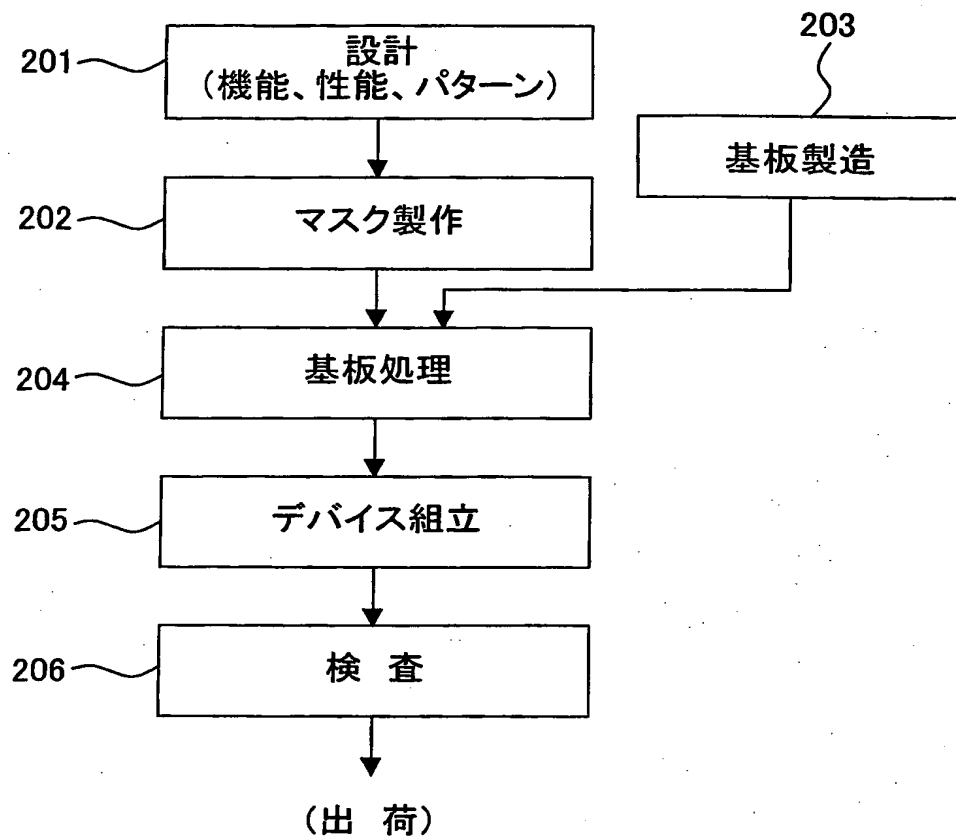 201
設計
(機能、性能、パターン)
203
基板製造
202
マスク製作
204
基板処理
205
デバイス組立
206
検 査
(出 荷)